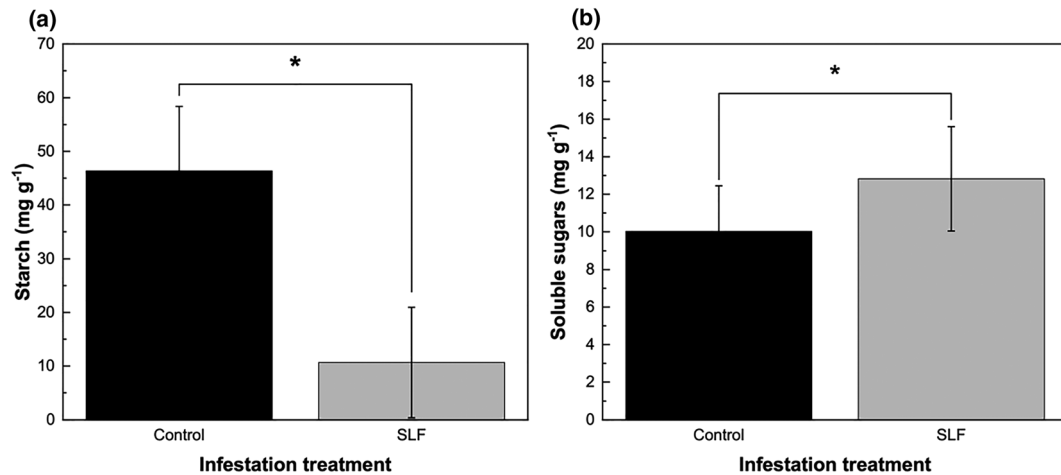 (a)
70
60
50
40
30
20
10
0
Starch (mg g⁻¹)
*
Control SLF
Infestation treatment
(b)
20
18
16
14
12
10
8
6
4
2
0
Soluble sugars (mg g⁻¹)
*
Control SLF
Infestation treatment